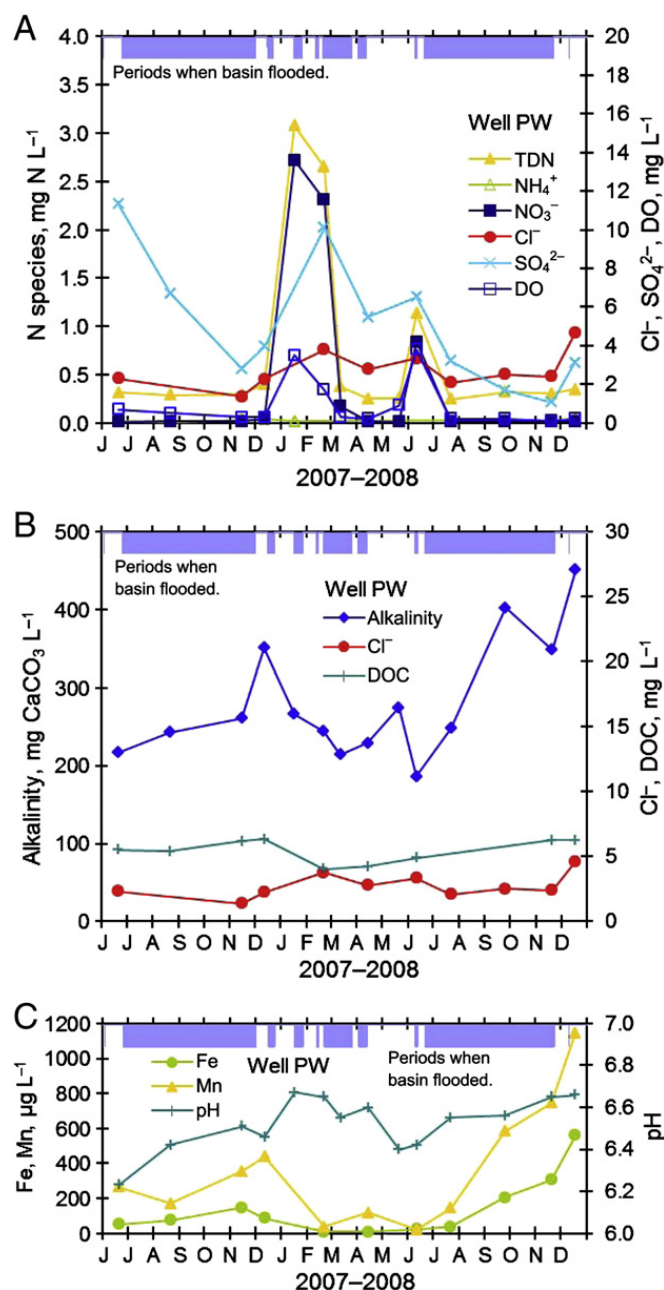 A
4.0
3.5
3.0
2.5
2.0
1.5
1.0
0.5
0.0
N species, mg N L⁻¹
Periods when basin flooded.
Well PW
TDN
NH₄⁺
NO₃⁻
Cl⁻
SO₄²⁻
DO
20
18
16
14
12
10
8
6
4
2
0
Cl⁻, SO₄²⁻, DO, mg L⁻¹
J J A S O N D J F M A M J J A S O N D
2007–2008
B
500
400
300
200
100
0
Alkalinity, mg CaCO₃ L⁻¹
Periods when
basin flooded.
Well PW
Alkalinity
Cl⁻
DOC
30
25
20
15
10
5
0
Cl⁻, DOC, mg L⁻¹
J J A S O N D J F M A M J J A S O N D
2007–2008
C
1200
1000
800
600
400
200
0
Fe, Mn, µg L⁻¹
Fe
Mn
pH
Well PW
Periods when
basin flooded.
7.0
6.8
6.6
6.4
6.2
6.0
pH
J J A S O N D J F M A M J J A S O N D
2007–2008